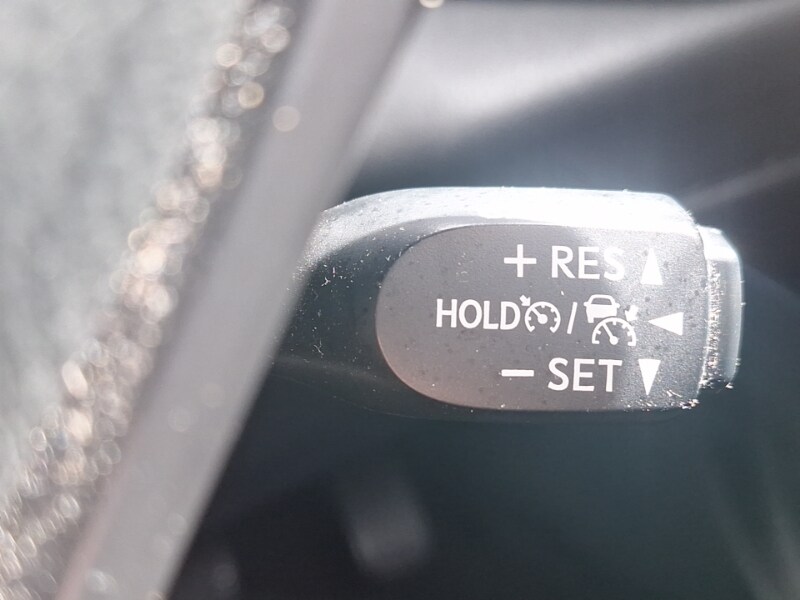 + RES ▲
HOLD / ◀
− SET ▼